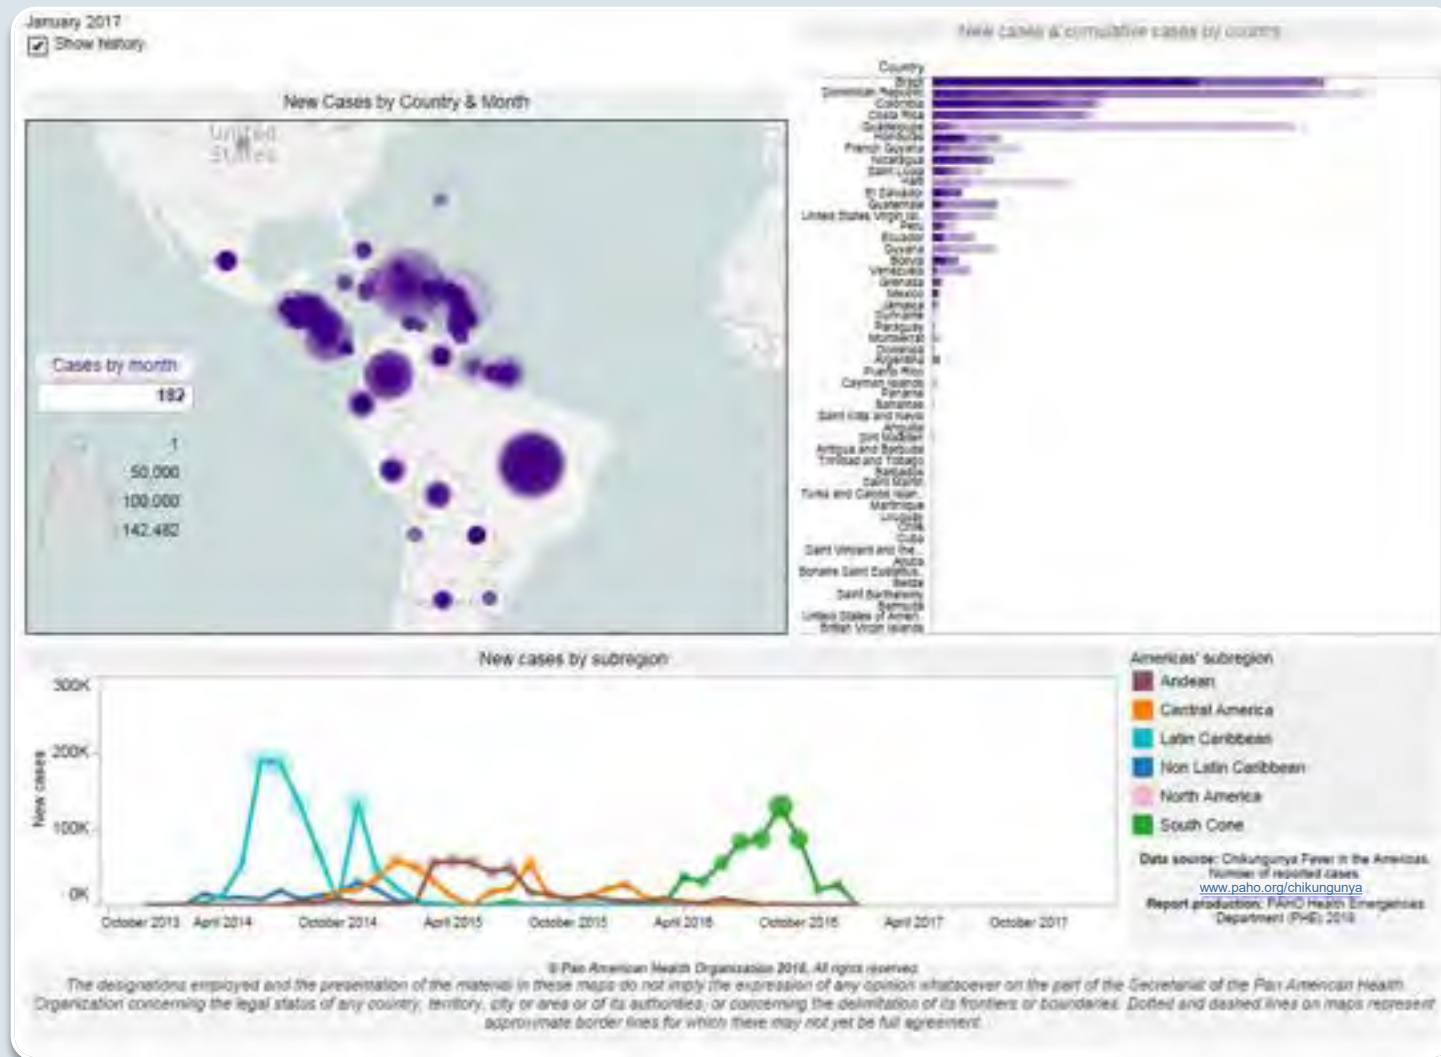 January 2017
Show history
New Cases by Country & Month
United
States
Cases by month
182
1
50,000
100,000
142,482
New cases & cumulative cases by country
Country
Brazil
Dominican Republic
Colombia
Costa Rica
Guadeloupe
Honduras
French Guyana
Nicaragua
Saint Lucia
Haiti
El Salvador
Guatemala
United States Virgin Isl..
Peru
Ecuador
Guyana
Bolivia
Venezuela
Grenada
Mexico
Jamaica
Suriname
Paraguay
Montserrat
Dominica
Argentina
Puerto Rico
Cayman Islands
Panama
Bahamas
Saint Kitts and Nevis
Anguilla
Sint Maarten
Antigua and Barbuda
Trinidad and Tobago
Barbados
Saint Martin
Turks and Caicos Islan..
Martinique
Uruguay
Chile
Cuba
Saint Vincent and the...
Aruba
Bonaire Saint Eustatius..
Belize
Saint Barthelemy
Bermuda
United States of Ameri..
British Virgin Islands
New cases by subregion
New cases
300K
200K
100K
0K
October 2013 April 2014 October 2014 April 2015 October 2015 April 2016 October 2016 April 2017 October 2017
Americas' subregion
Andean
Central America
Latin Caribbean
Non Latin Caribbean
North America
South Cone
Data source: Chikungunya Fever in the Americas.
Number of reported cases
www.paho.org/chikungunya
Report production: PAHO Health Emergencies
Department (PHE) 2018
© Pan American Health Organization 2018. All rights reserved.
The designations employed and the presentation of the material in these maps do not imply the expression of any opinion whatsoever on the part of the Secretariat of the Pan American Health
Organization concerning the legal status of any country, territory, city or area or of its authorities, or concerning the delimitation of its frontiers or boundaries. Dotted and dashed lines on maps represent
approximate border lines for which there may not yet be full agreement.